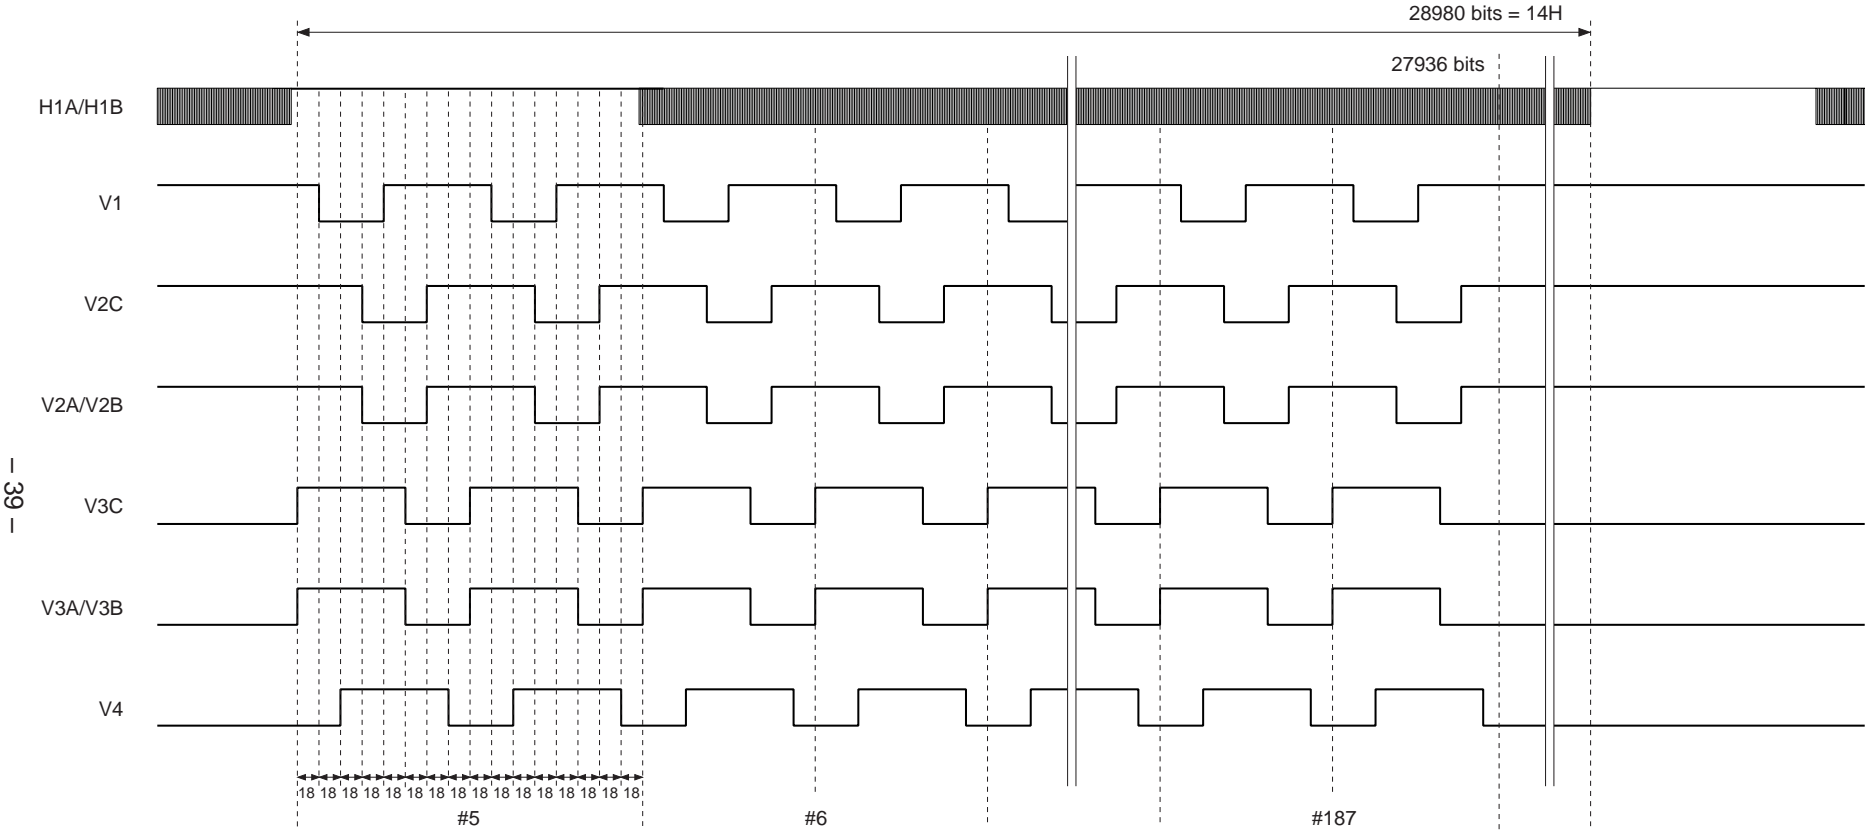 28980 bits = 14H
27936 bits
H1A/H1B
V1
V2C
V2A/V2B
V3C
V3A/V3B
V4
18 18 18 18 18 18 18 18 18 18 18 18 18 18 18 18
#5 #6 #187
– 39 –